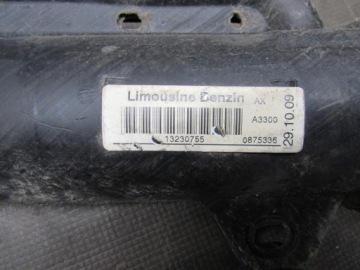 Limousine Benzin AX
A3300
13230755 0875336
29.10.09